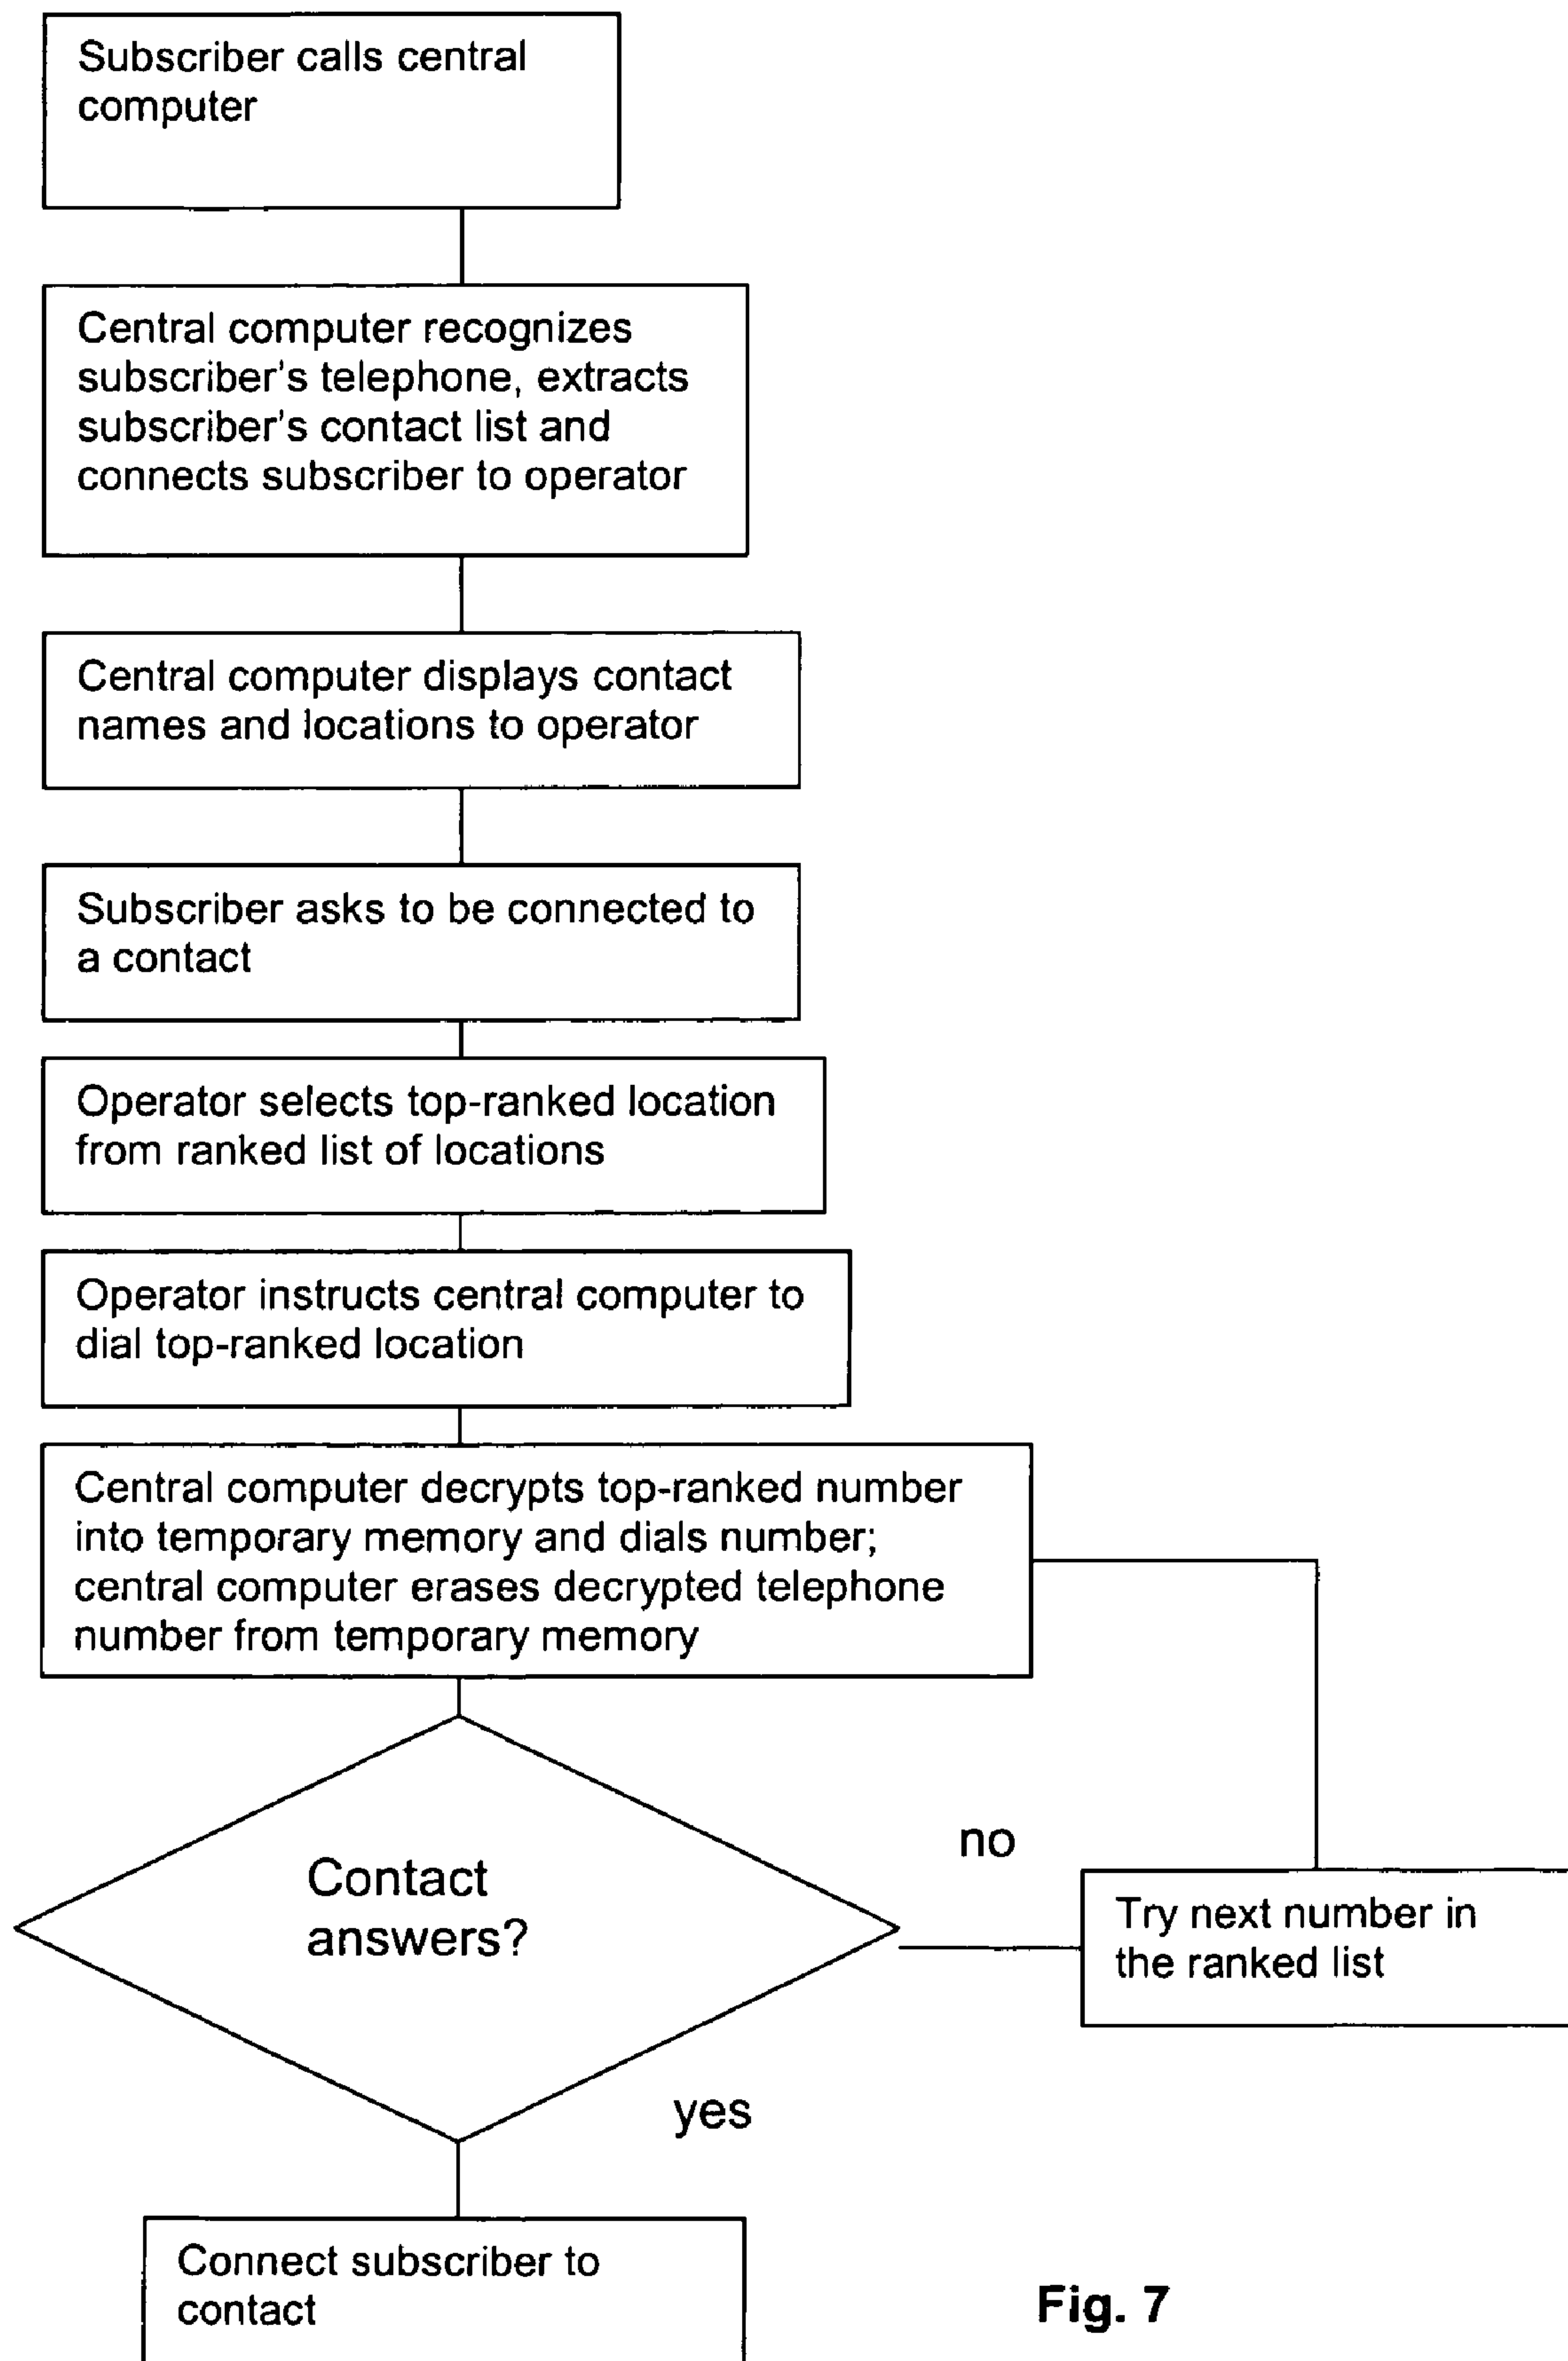 Subscriber calls central
computer
Central computer recognizes
subscriber's telephone, extracts
subscriber's contact list and
connects subscriber to operator
Central computer displays contact
names and locations to operator
Subscriber asks to be connected to
a contact
Operator selects top-ranked location
from ranked list of locations
Operator instructs central computer to
dial top-ranked location
Central computer decrypts top-ranked number
into temporary memory and dials number;
central computer erases decrypted telephone
number from temporary memory
Contact
answers?
no
Try next number in
the ranked list
yes
Connect subscriber to
contact
Fig. 7